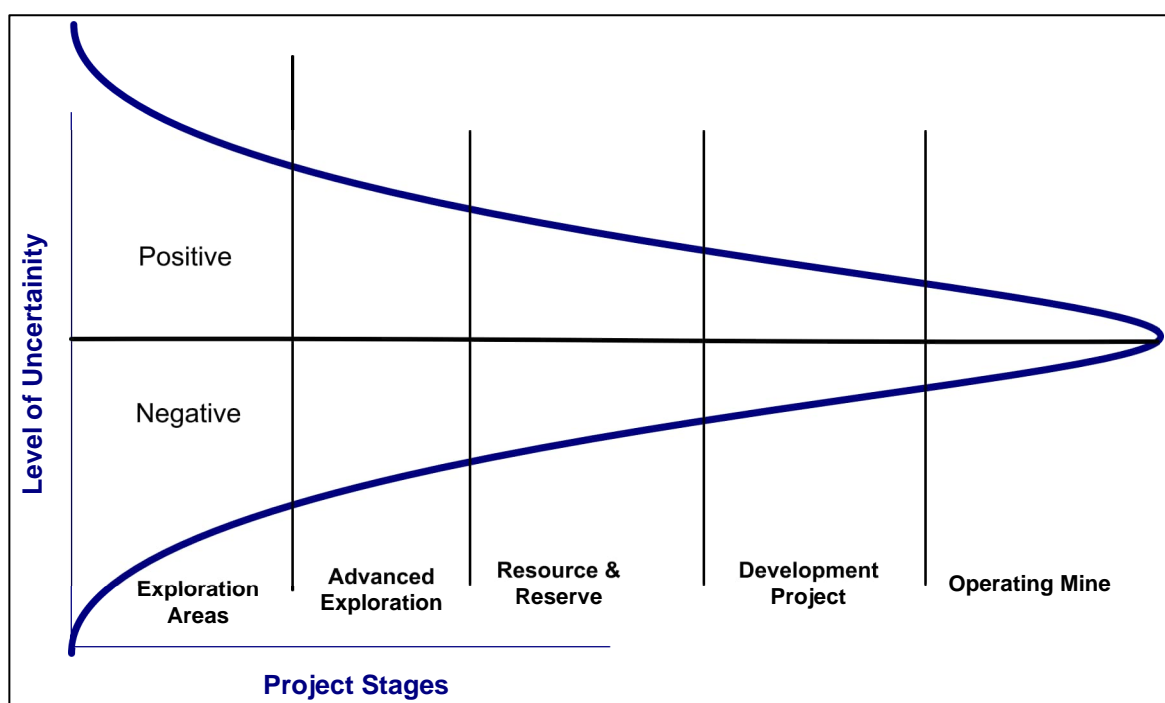 Level of Uncertainity
Positive
Negative
Exploration
Areas
Advanced
Exploration
Resource &
Reserve
Development
Project
Operating Mine
Project Stages